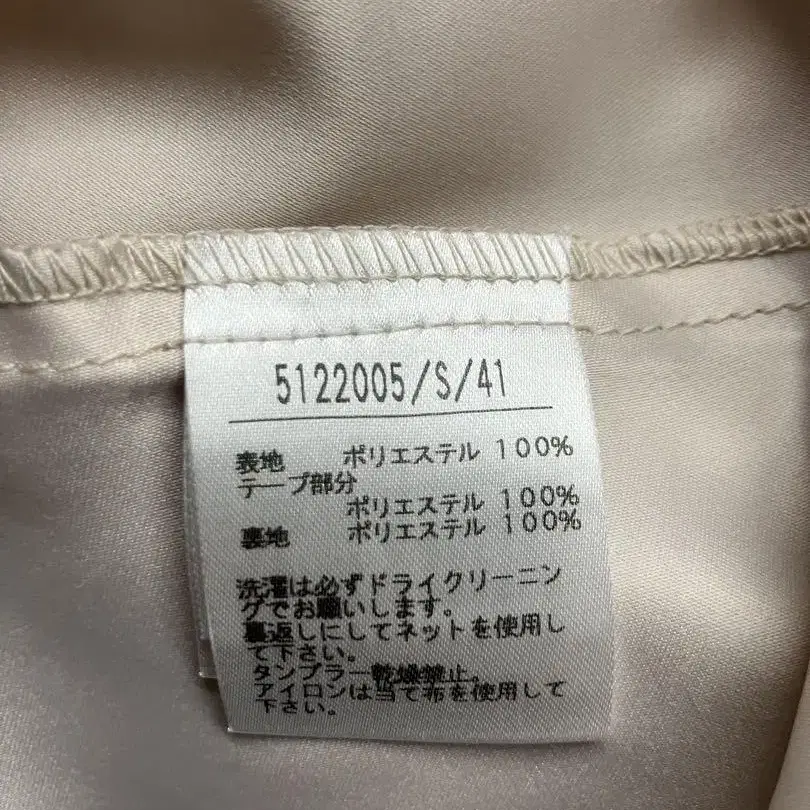 5122005/S/41
表地 ポリエステル 100%
テープ部分
ポリエステル 100%
裏地 ポリエステル 100%
洗濯は必ずドライクリーニン
グでお願いします。
裏返しにしてネットを使用し
て下さい。
タンブラー乾燥禁止。
アイロンは当て布を使用して
下さい。